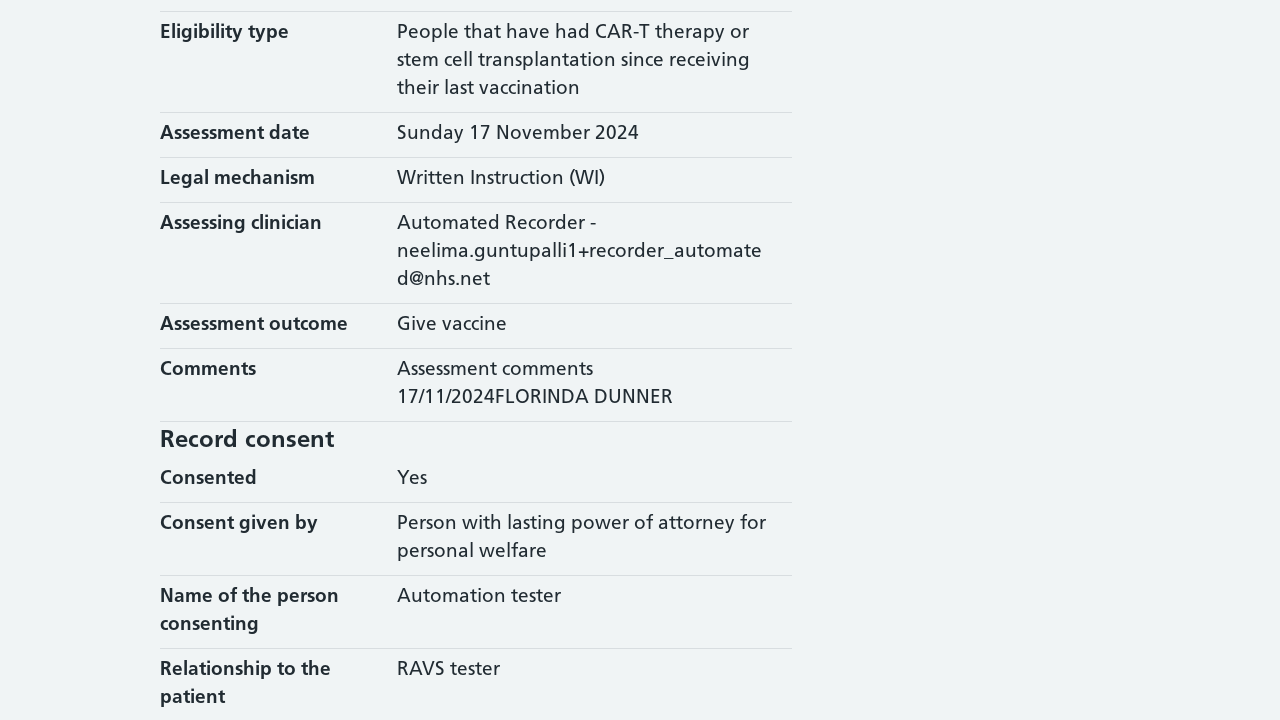 Eligibility type
People that have had CAR-T therapy or
stem cell transplantation since receiving
their last vaccination
Assessment date
Sunday 17 November 2024
Legal mechanism
Written Instruction (WI)
Assessing clinician
Automated Recorder -
neelima.guntupalli1+recorder_automate
d@nhs.net
Assessment outcome
Give vaccine
Comments
Assessment comments
17/11/2024FLORINDA DUNNER
Record consent
Consented
Yes
Consent given by
Person with lasting power of attorney for
personal welfare
Name of the person
consenting
Automation tester
Relationship to the
patient
RAVS tester